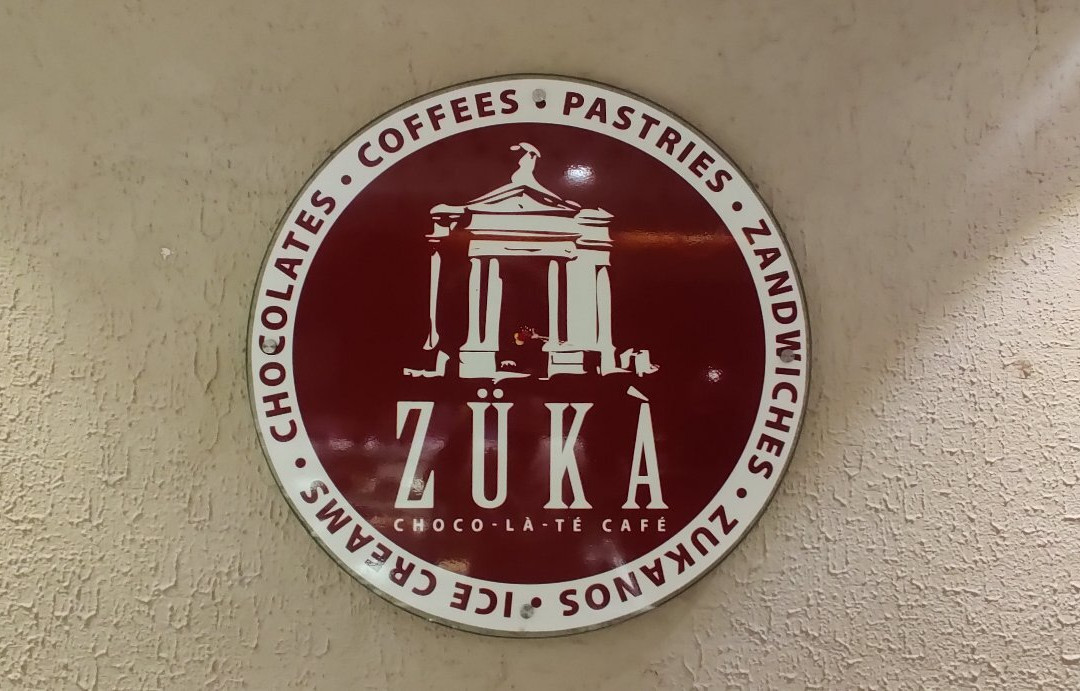 COFFEES • PASTRIES • ZANDWICHES • ZUKANOS • ICE CREAMS • CHOCOLATES •
ZÜKÀ
CHOCO-LÀ-TÉ CAFÉ